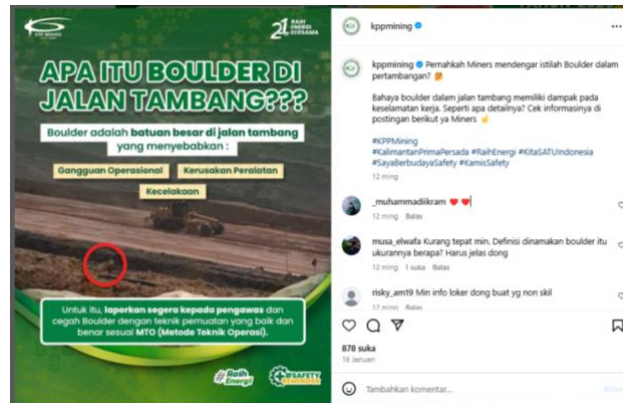 KPP MINING
21 RAIH
ENERGI
BERSAMA
APA ITU BOULDER DI
JALAN TAMBANG???
Boulder adalah batuan besar di jalan tambang
yang menyebabkan :
Gangguan Operasional
Kerusakan Peralatan
Kecelakaan
Untuk itu, laporkan segera kepada pengawas dan
cegah Boulder dengan teknik pemuatan yang baik dan
benar sesuai MTO (Metode Teknik Operasi).
#Raih
Energi
#SAFETY
kppmining
kppmining Pernahkah Miners mendengar istilah Boulder dalam
pertambangan?
Bahaya boulder dalam jalan tambang memiliki dampak pada
keselamatan kerja. Seperti apa detailnya? Cek informasinya di
postingan berikut ya Miners
#KPPMining
#KalimantanPrimaPersada #RaihEnergi #KitaSATUIndonesia
#SayaBerbudayaSafety #KamisSafety
12 ming
_muhammadiikram
12 ming Balas
musa_elwafa Kurang tepat min. Definisi dinamakan boulder itu
ukurannya berapa? Harus jelas dong
12 ming 1 suka Balas
risky_am19 Min info loker dong buat yg non skil
12 ming Balas
878 suka
16 Januari
Tambahkan komentar...